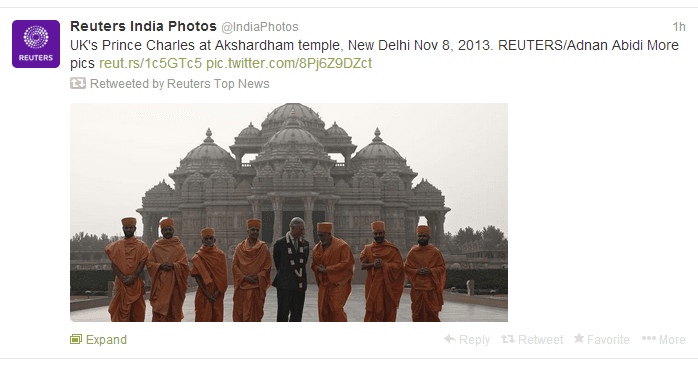 Reuters India Photos @IndiaPhotos 1h
UK's Prince Charles at Akshardham temple, New Delhi Nov 8, 2013. REUTERS/Adnan Abidi More
pics reut.rs/1c5GTc5 pic.twitter.com/8Pj6Z9DZct
REUTERS
Retweeted by Reuters Top News
Expand Reply Retweet Favorite More